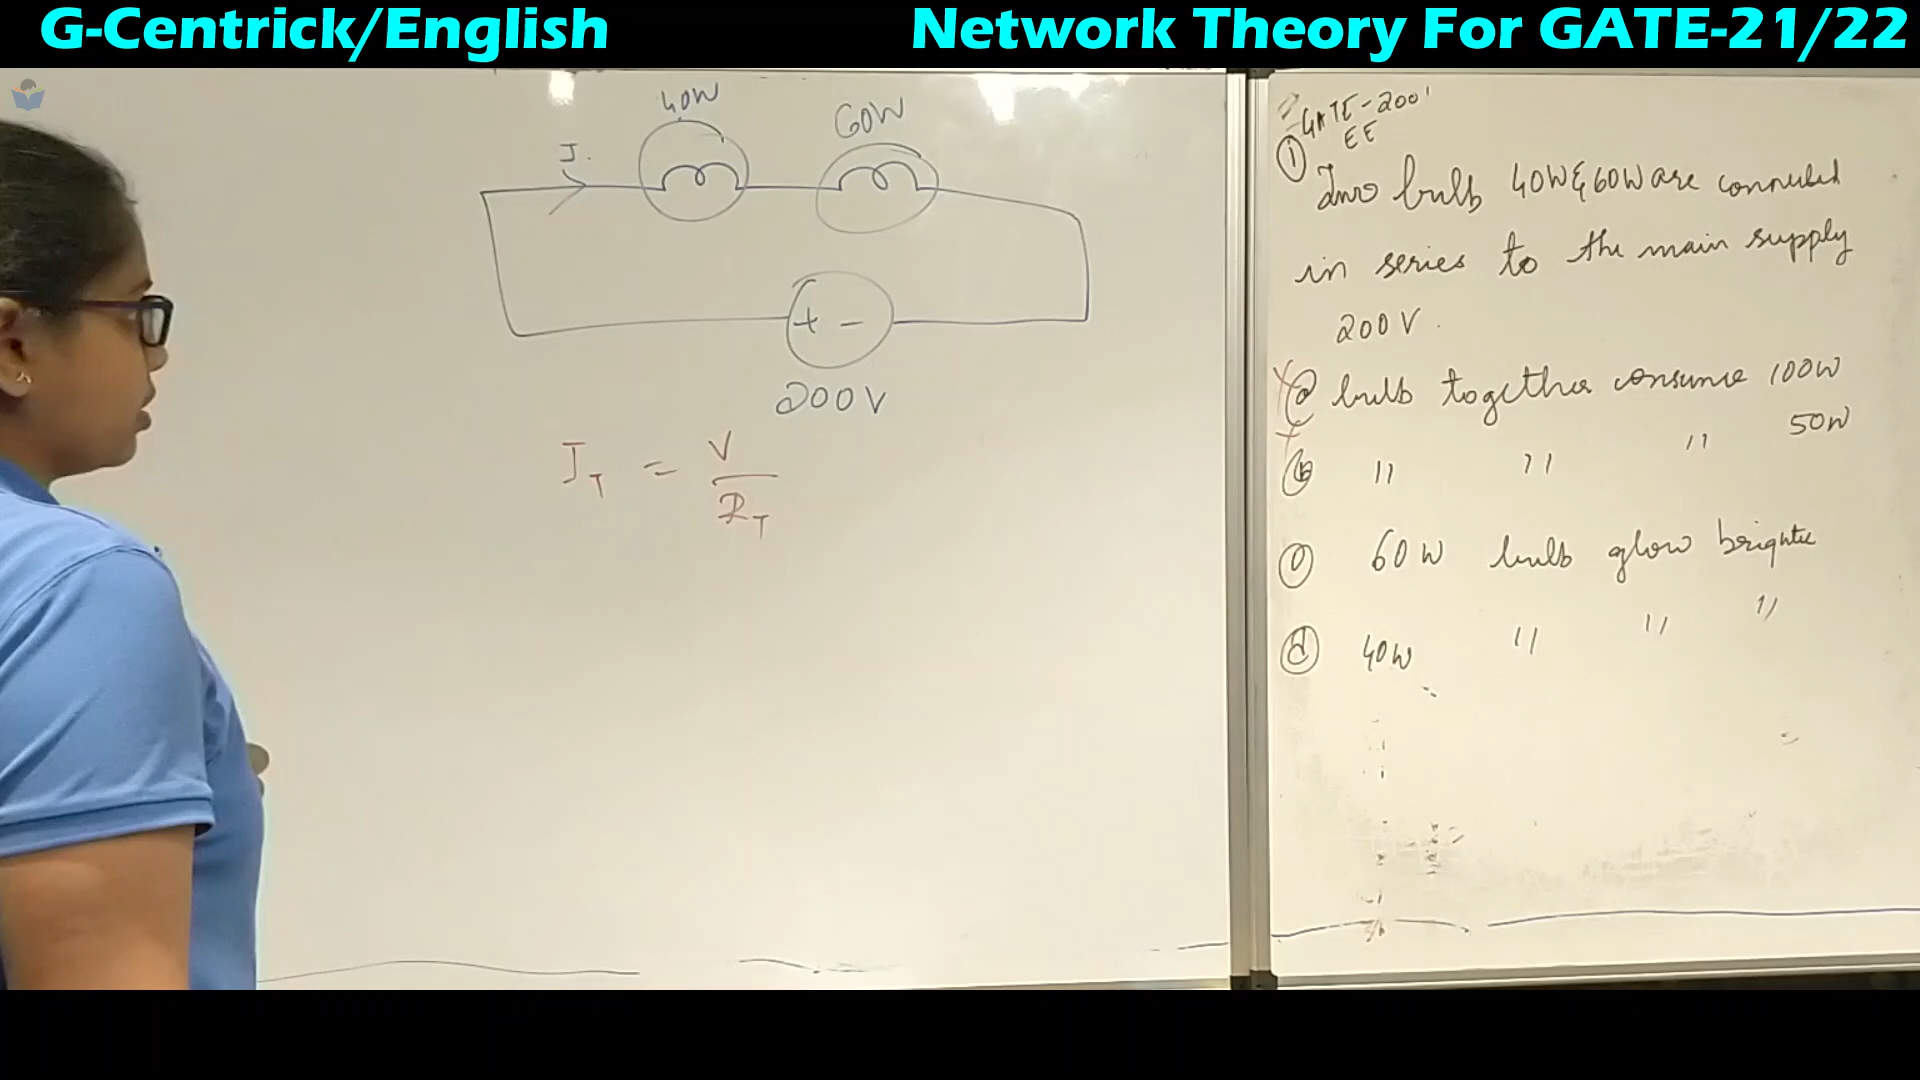 G-Centrick/English
Network Theory For GATE-21/22
40W
60W
I
+ -
200V
I_T = V / R_T
GATE-2001
EE
① Two bulb 40W & 60W are connected
in series to the main supply
200V.
ⓐ bulb together consume 100W
ⓑ " " " 50W
ⓒ 60W bulb glow brighter
ⓓ 40W " " "